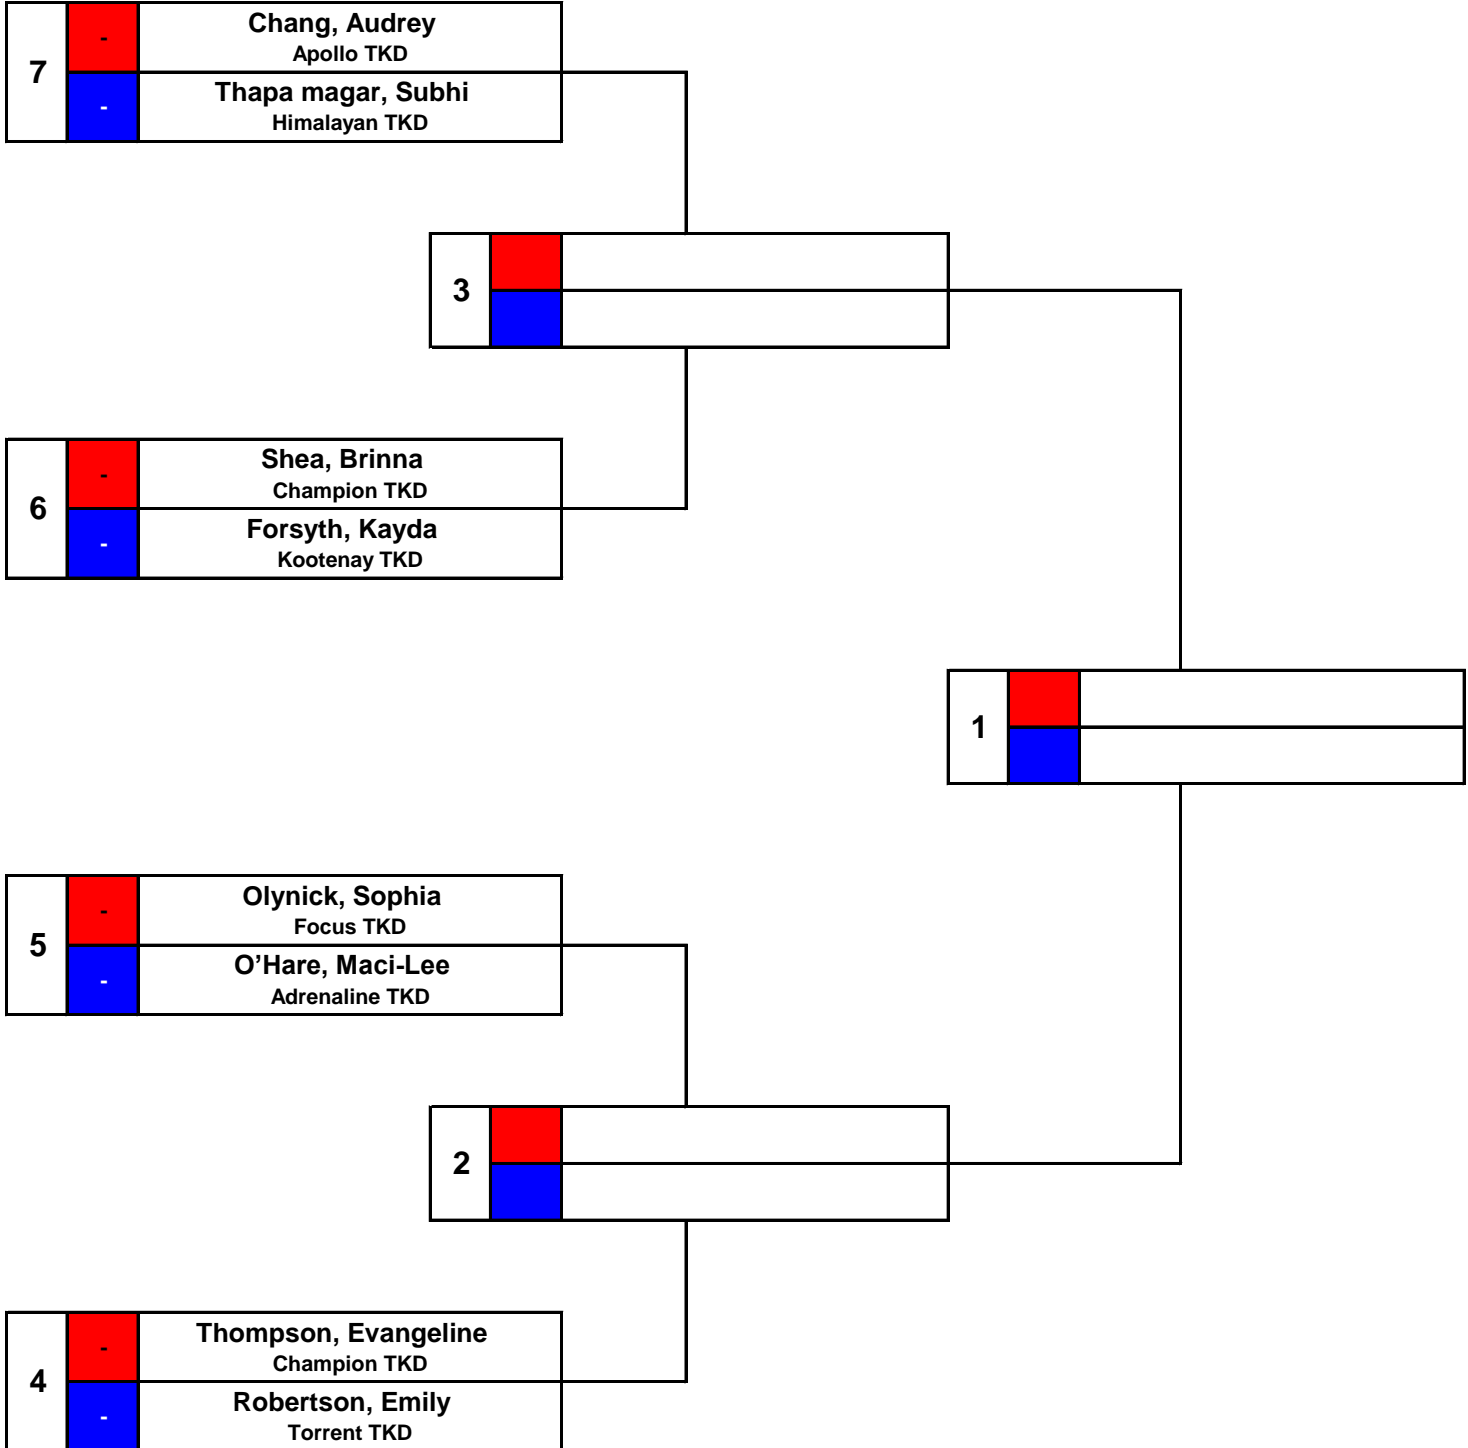 -
Chang, Audrey
Apollo TKD
7
-
Thapa magar, Subhi
Himalayan TKD
3
-
Shea, Brinna
Champion TKD
6
-
Forsyth, Kayda
Kootenay TKD
1
-
Olynick, Sophia
Focus TKD
5
-
O’Hare, Maci-Lee
Adrenaline TKD
2
-
Thompson, Evangeline
Champion TKD
4
-
Robertson, Emily
Torrent TKD